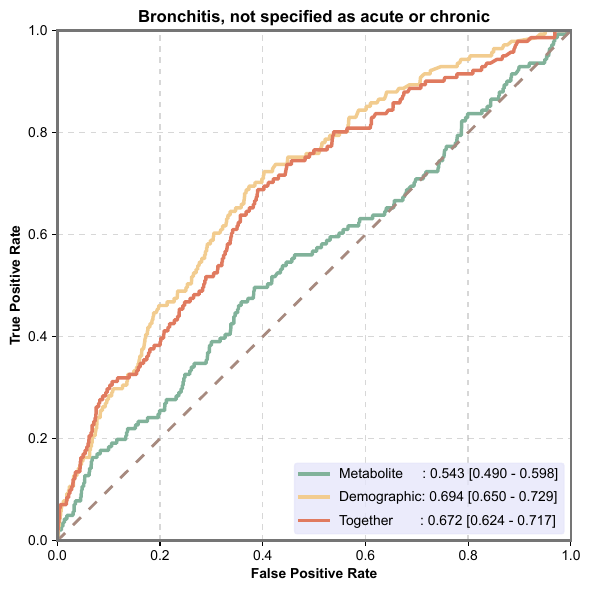 Bronchitis, not specified as acute or chronic
True Positive Rate
1.0
0.8
0.6
0.4
0.2
0.0
Metabolite : 0.543 [0.490 - 0.598]
Demographic: 0.694 [0.650 - 0.729]
Together : 0.672 [0.624 - 0.717]
0.0 0.2 0.4 0.6 0.8 1.0
False Positive Rate